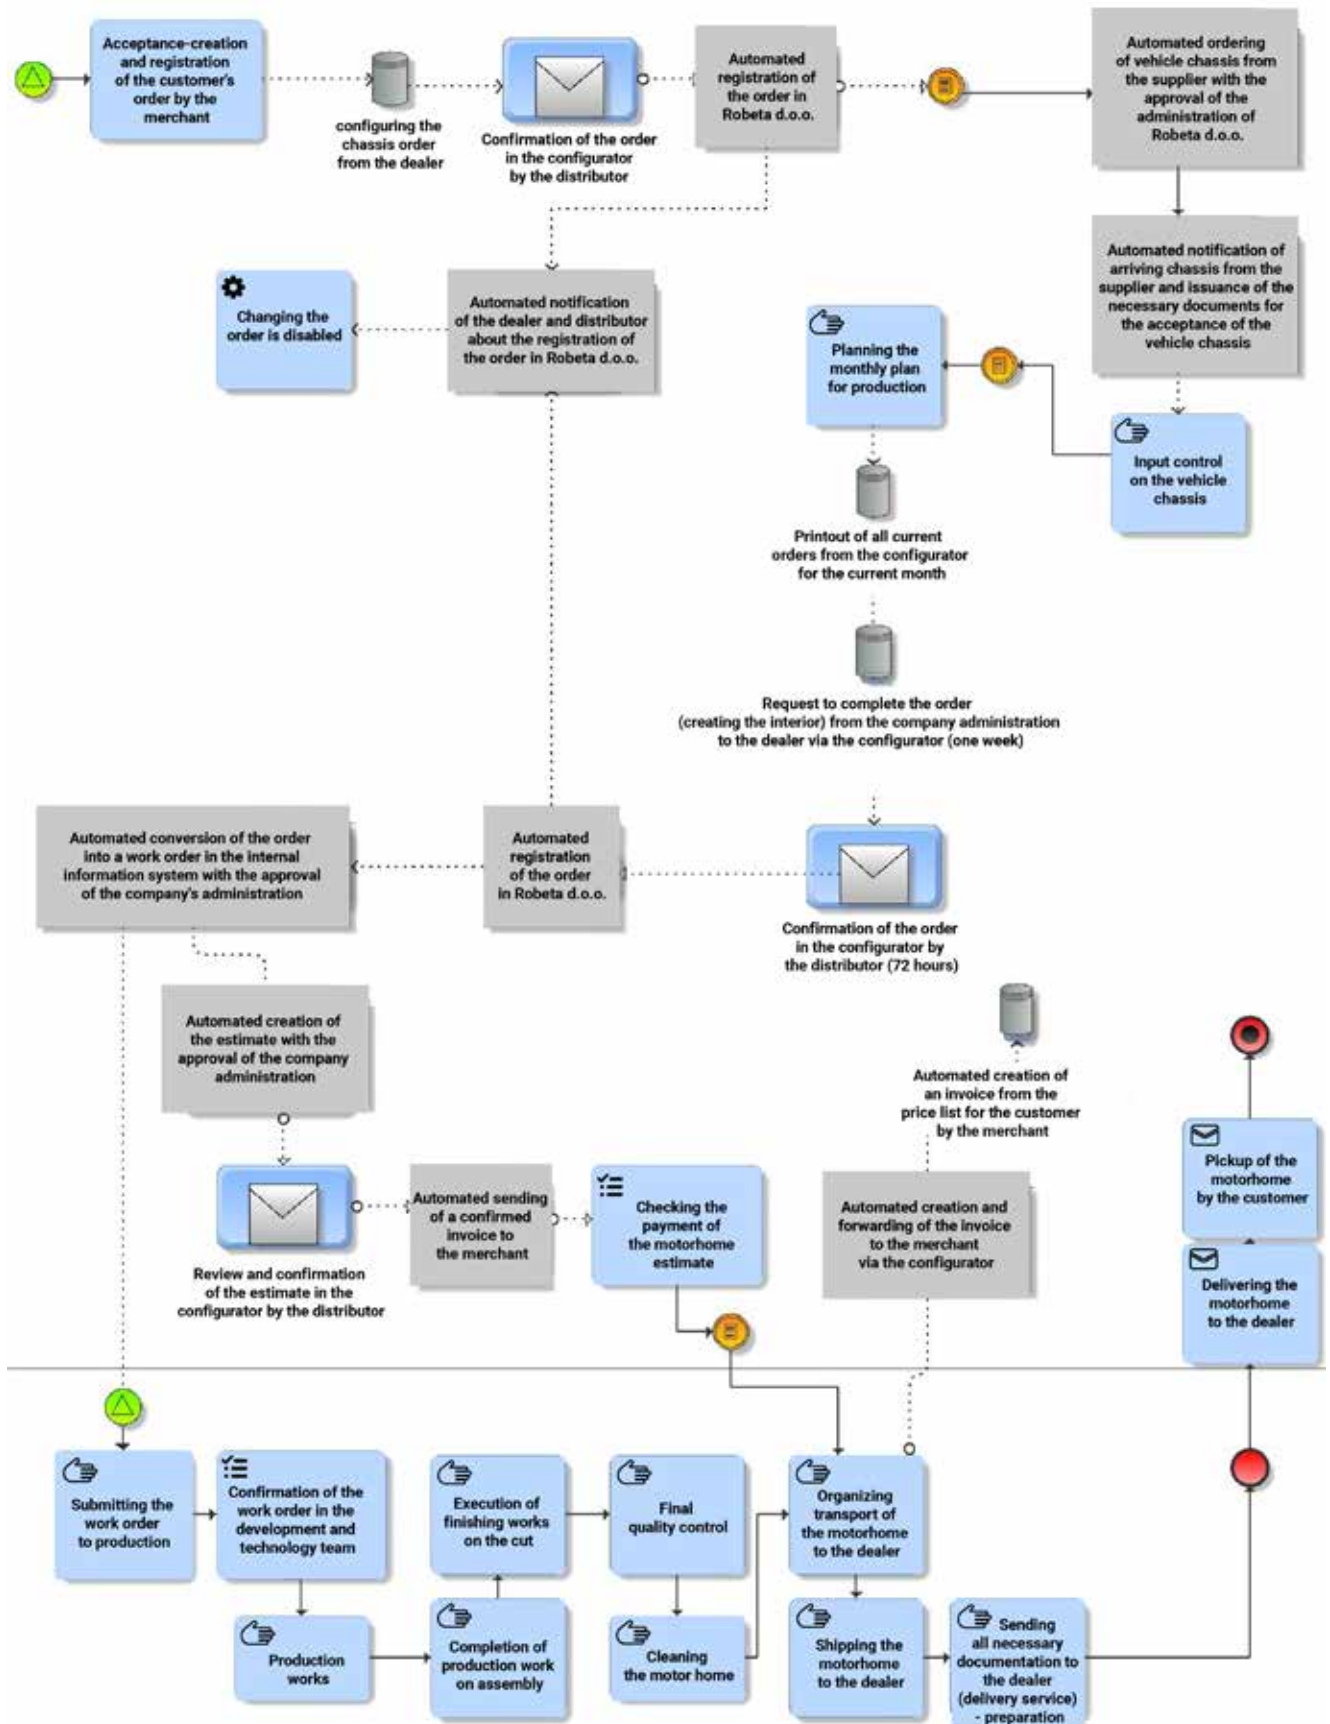 Acceptance-creation
and registration
of the customer's
order by the
merchant
configuring the
chassis order
from the dealer
Confirmation of the order
in the configurator
by the distributor
Automated
registration of
the order in
Robeta d.o.o.
Automated ordering
of vehicle chassis from
the supplier with the
approval of the
administration of
Robeta d.o.o.
Automated notification of
arriving chassis from the
supplier and issuance of the
necessary documents for
the acceptance of the
vehicle chassis
Changing the
order is disabled
Automated notification
of the dealer and distributor
about the registration of
the order in Robeta d.o.o.
Planning the
monthly plan
for production
Input control
on the vehicle
chassis
Printout of all current
orders from the configurator
for the current month
Request to complete the order
(creating the interior) from the company administration
to the dealer via the configurator (one week)
Automated conversion of the order
into a work order in the internal
information system with the approval
of the company's administration
Automated
registration
of the order
in Robeta d.o.o.
Confirmation of the order
in the configurator by
the distributor (72 hours)
Automated creation of
the estimate with the
approval of the company
administration
Automated creation of
an invoice from the
price list for the customer
by the merchant
Review and confirmation
of the estimate in the
configurator by the distributor
Automated sending
of a confirmed
invoice to
the merchant
Checking the
payment of
the motorhome
estimate
Automated creation and
forwarding of the invoice
to the merchant
via the configurator
Pickup of the
motorhome
by the customer
Delivering the
motorhome
to the dealer
Submitting the
work order
to production
Confirmation of the
work order in the
development and
technology team
Execution of
finishing works
on the cut
Final
quality control
Organizing
transport of
the motorhome
to the dealer
Production
works
Completion of
production work
on assembly
Cleaning
the motor home
Shipping the
motorhome
to the dealer
Sending
all necessary
documentation to
the dealer
(delivery service)
- preparation